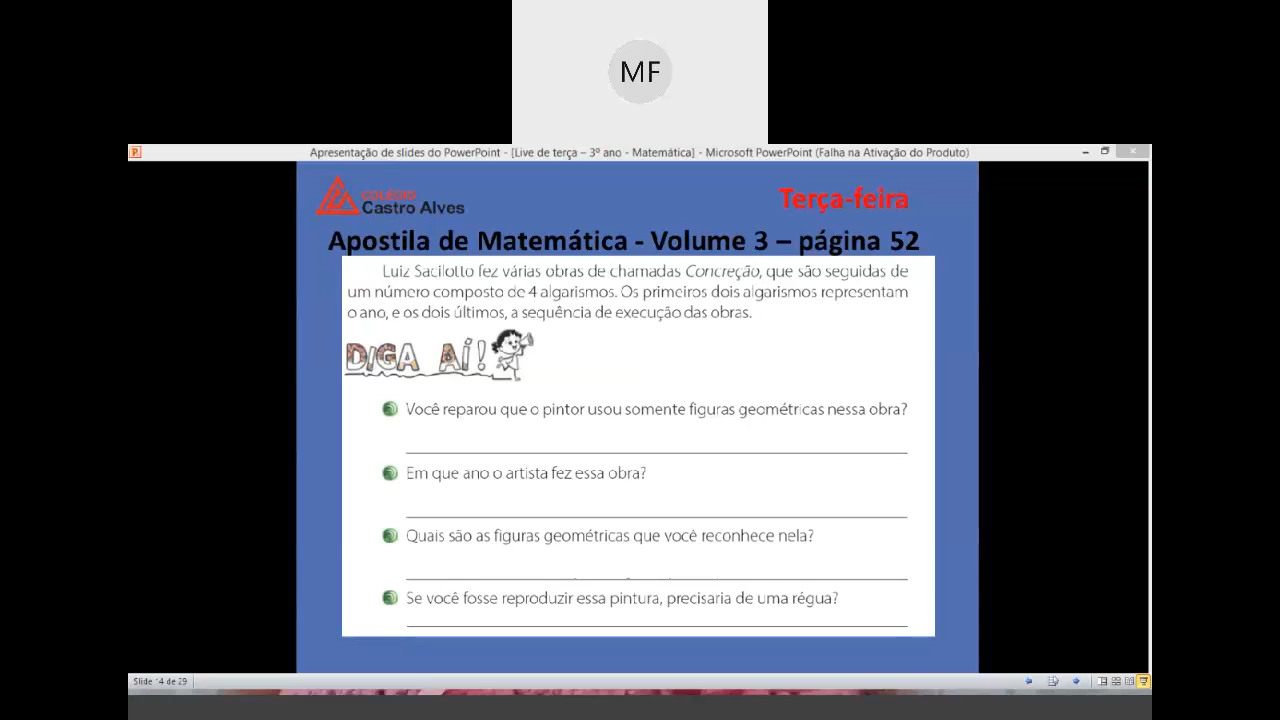 MF
Apresentação de slides do PowerPoint - [Live de terça – 3º ano - Matemática] - Microsoft PowerPoint (Falha na Ativação do Produto)
COLÉGIO
Castro Alves
Terça-feira
Apostila de Matemática - Volume 3 – página 52
Luiz Sacilotto fez várias obras de chamadas Concreção, que são seguidas de
um número composto de 4 algarismos. Os primeiros dois algarismos representam
o ano, e os dois últimos, a sequência de execução das obras.
DIGA AÍ!
Você reparou que o pintor usou somente figuras geométricas nessa obra?
Em que ano o artista fez essa obra?
Quais são as figuras geométricas que você reconhece nela?
Se você fosse reproduzir essa pintura, precisaria de uma régua?
Slide 14 de 29